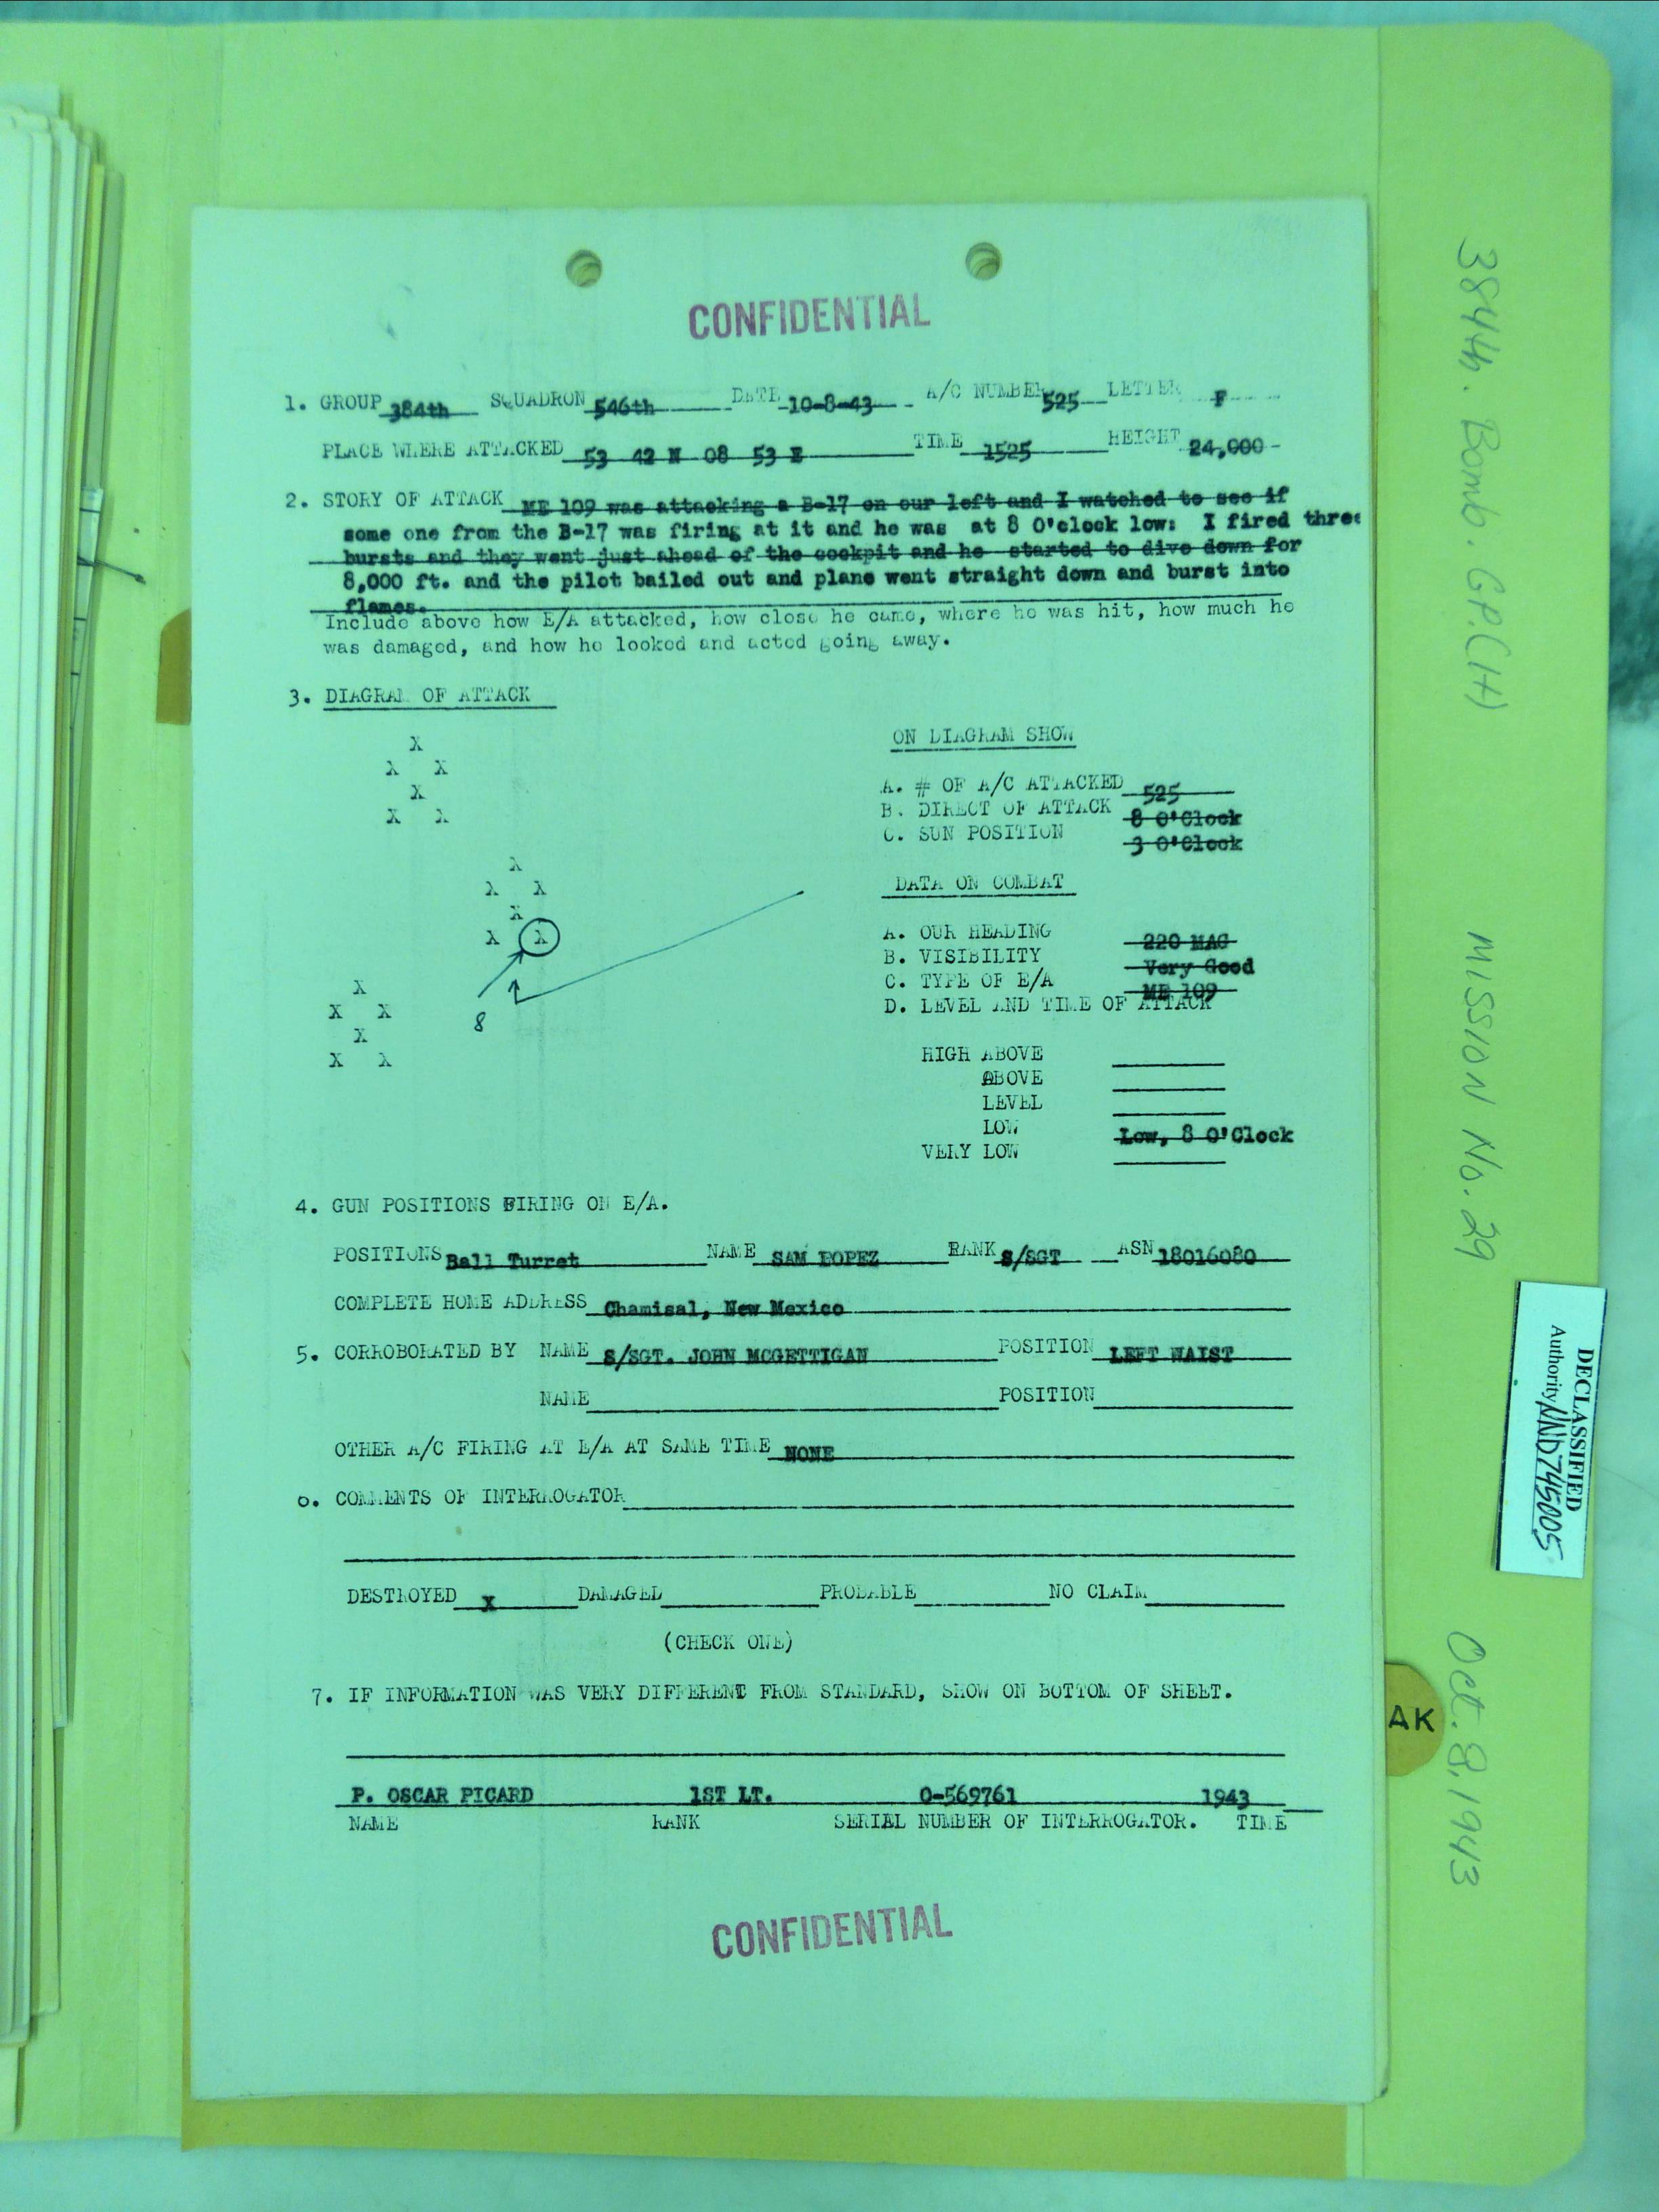 CONFIDENTIAL
1. GROUP 384th SQUADRON 546th DATE 10-8-43 A/C NUMBER 525 LETTER F
PLACE WHERE ATTACKED 53 42 N 08 53 E TIME 1525 HEIGHT 24,000
2. STORY OF ATTACK ME 109 was attacking a B-17 on our left and I watched to see if
some one from the B-17 was firing at it and he was at 8 O'clock low: I fired three
bursts and they went just ahead of the cockpit and he started to dive down for
8,000 ft. and the pilot bailed out and plane went straight down and burst into
flames.
Include above how E/A attacked, how close he came, where he was hit, how much he
was damaged, and how he looked and acted going away.
3. DIAGRAM OF ATTACK
X
X X
X
X X
X
X X
X
X X
X
X X
X
X X
8
ON DIAGRAM SHOW
A. # OF A/C ATTACKED 525
B. DIRECT OF ATTACK 8 O'Clock
C. SUN POSITION 3 O'Clock
DATA ON COMBAT
A. OUR HEADING 220 MAG
B. VISIBILITY Very Good
C. TYPE OF E/A ME 109
D. LEVEL AND TIME OF ATTACK
HIGH ABOVE
ABOVE
LEVEL
LOW Low, 8 O'Clock
VERY LOW
4. GUN POSITIONS FIRING ON E/A.
POSITIONS Ball Turret NAME SAM RANK S/SGT ASN 18016080
COMPLETE HOME ADDRESS Chamisal, New Mexico
5. CORROBORATED BY NAME S/SGT. JOHN MCGETTIGAN POSITION LEFT WAIST
NAME POSITION
OTHER A/C FIRING AT E/A AT SAME TIME NONE
6. COMMENTS OF INTERROGATOR
DESTROYED X DAMAGED PROBABLE NO CLAIM
(CHECK ONE)
7. IF INFORMATION WAS VERY DIFFERENT FROM STANDARD, SHOW ON BOTTOM OF SHEET.
P. OSCAR PICARD 1ST LT. O-569761 1943
NAME RANK SERIAL NUMBER OF INTERROGATOR. TIME
CONFIDENTIAL
384th. Bomb. GP.(H) MISSION No. 29 Oct. 8, 1943
DECLASSIFIED
Authority NND745005
AK